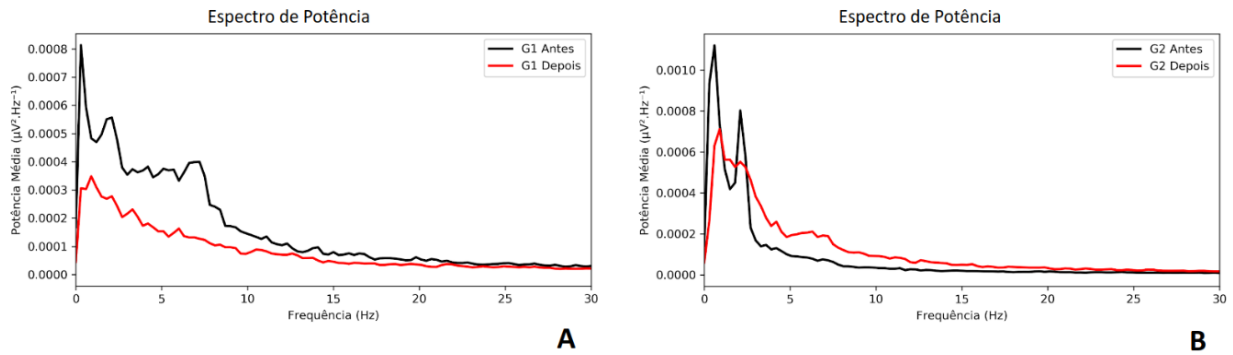 Espectro de Potência
G1 Antes
G1 Depois
0.0008
0.0007
0.0006
0.0005
0.0004
0.0003
0.0002
0.0001
0.0000
Potência Média (µV².Hz⁻¹)
0 5 10 15 20 25 30
Frequência (Hz)
A
Espectro de Potência
G2 Antes
G2 Depois
0.0010
0.0008
0.0006
0.0004
0.0002
0.0000
Potência Média (µV².Hz⁻¹)
0 5 10 15 20 25 30
Frequência (Hz)
B